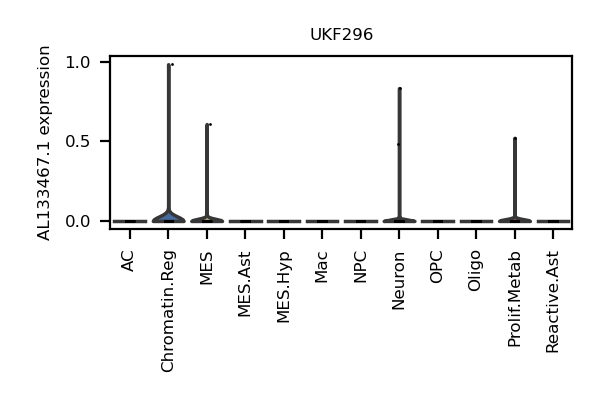 UKF296
AL133467.1 expression
1.0
0.5
0.0
AC
Chromatin.Reg
MES
MES.Ast
MES.Hyp
Mac
NPC
Neuron
OPC
Oligo
Prolif.Metab
Reactive.Ast